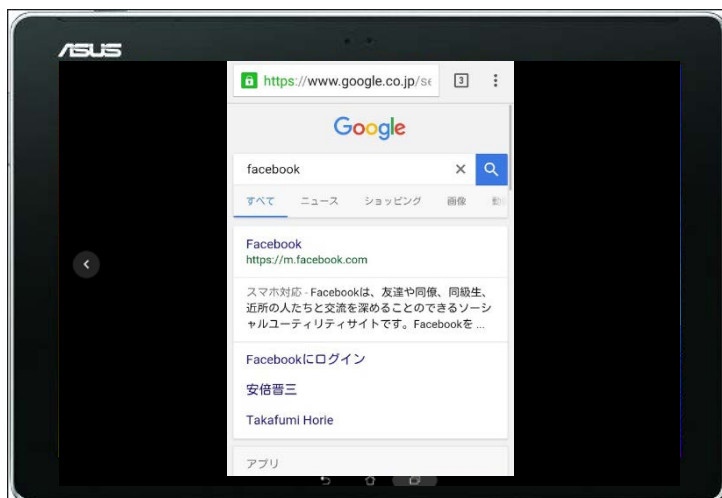 ASUS
https://www.google.co.jp/se
3
Google
facebook
すべて ニュース ショッピング 画像
Facebook
https://m.facebook.com
スマホ対応 - Facebookは、友達や同僚、同級生、
近所の人たちと交流を深めることのできるソーシ
ャルユーティリティサイトです。Facebookを ...
Facebookにログイン
安倍晋三
Takafumi Horie
アプリ